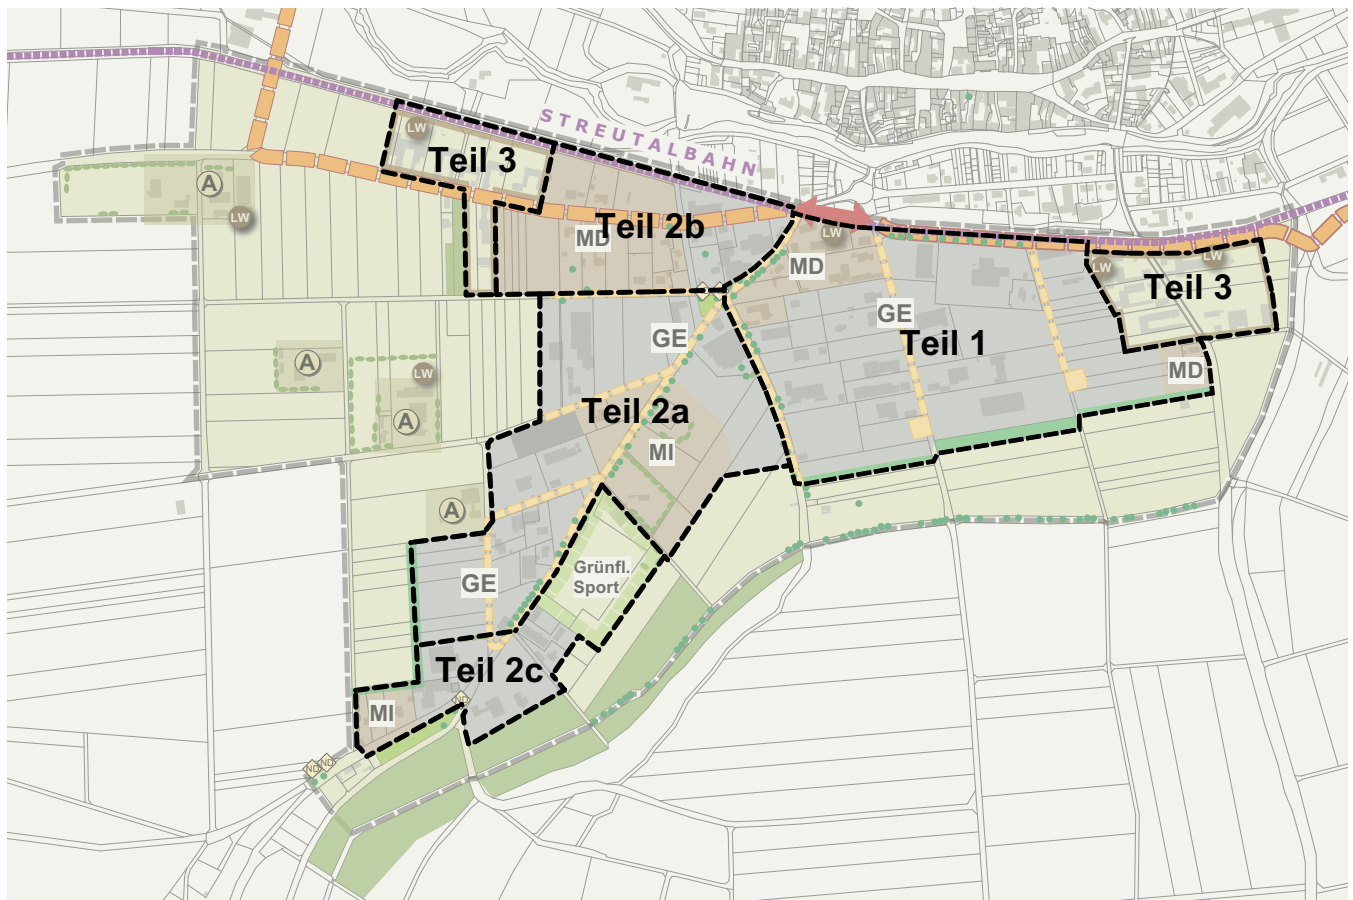 STREUTALBAHN
LW
Teil 3
A
LW
Teil 2b
MD
LW
MD
LW
LW
Teil 3
GE
Teil 1
GE
A
LW
MD
Teil 2a
A
MI
A
Grünfl.
Sport
GE
Teil 2c
ND
MI
ND
ND